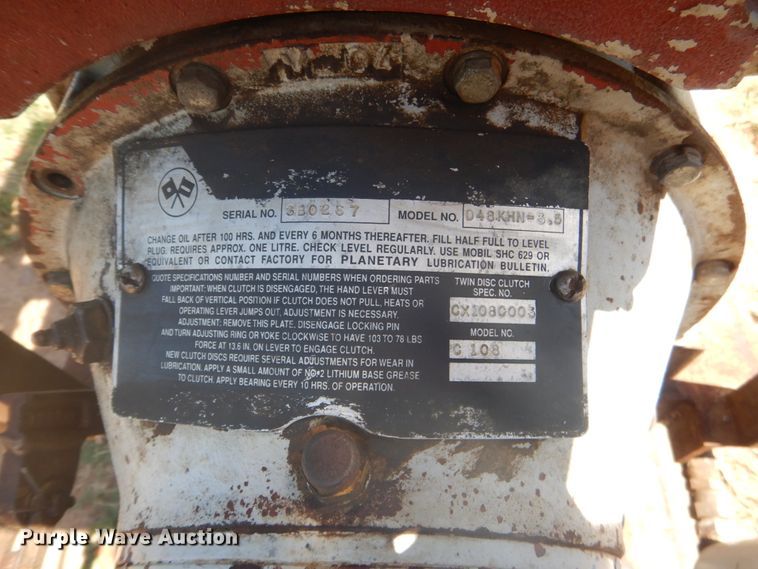 SERIAL NO. 3B0287 MODEL NO. D48KHN-3.5
CHANGE OIL AFTER 100 HRS. AND EVERY 6 MONTHS THEREAFTER. FILL HALF FULL TO LEVEL
PLUG. REQUIRES APPROX. ONE LITRE. CHECK LEVEL REGULARLY. USE MOBIL SHC 629 OR
EQUIVALENT OR CONTACT FACTORY FOR PLANETARY LUBRICATION BULLETIN.
QUOTE SPECIFICATIONS NUMBER AND SERIAL NUMBERS WHEN ORDERING PARTS
IMPORTANT: WHEN CLUTCH IS DISENGAGED, THE HAND LEVER MUST
FALL BACK OF VERTICAL POSITION IF CLUTCH DOES NOT PULL, HEATS OR
OPERATING LEVER JUMPS OUT. ADJUSTMENT IS NECESSARY.
ADJUSTMENT: REMOVE THIS PLATE. DISENGAGE LOCKING PIN
AND TURN ADJUSTING RING OR YOKE CLOCKWISE TO HAVE 103 TO 78 LBS
FORCE AT 13.6 IN. ON LEVER TO ENGAGE CLUTCH.
NEW CLUTCH DISCS REQUIRE SEVERAL ADJUSTMENTS FOR WEAR IN
LUBRICATION. APPLY A SMALL AMOUNT OF NO•2 LITHIUM BASE GREASE
TO CLUTCH. APPLY BEARING EVERY 10 HRS. OF OPERATION.
TWIN DISC CLUTCH
SPEC. NO.
CX108G003
MODEL NO.
C 108
Purple Wave Auction